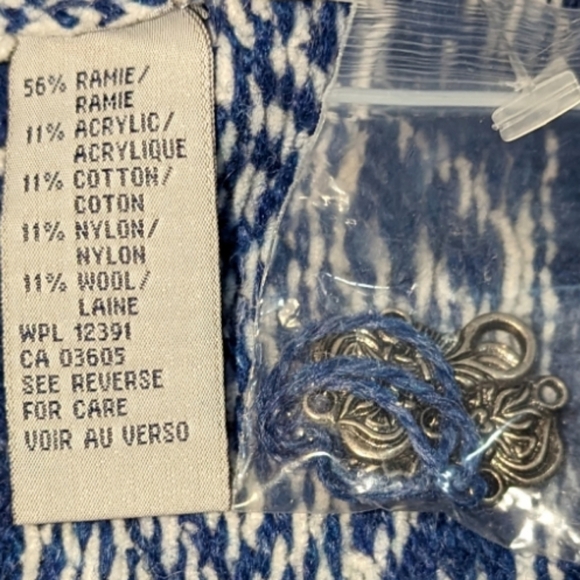 56% RAMIE/
RAMIE
11% ACRYLIC/
ACRYLIQUE
11% COTTON/
COTON
11% NYLON/
NYLON
11% WOOL/
LAINE
WPL 12391
CA 03605
SEE REVERSE
FOR CARE
VOIR AU VERSO